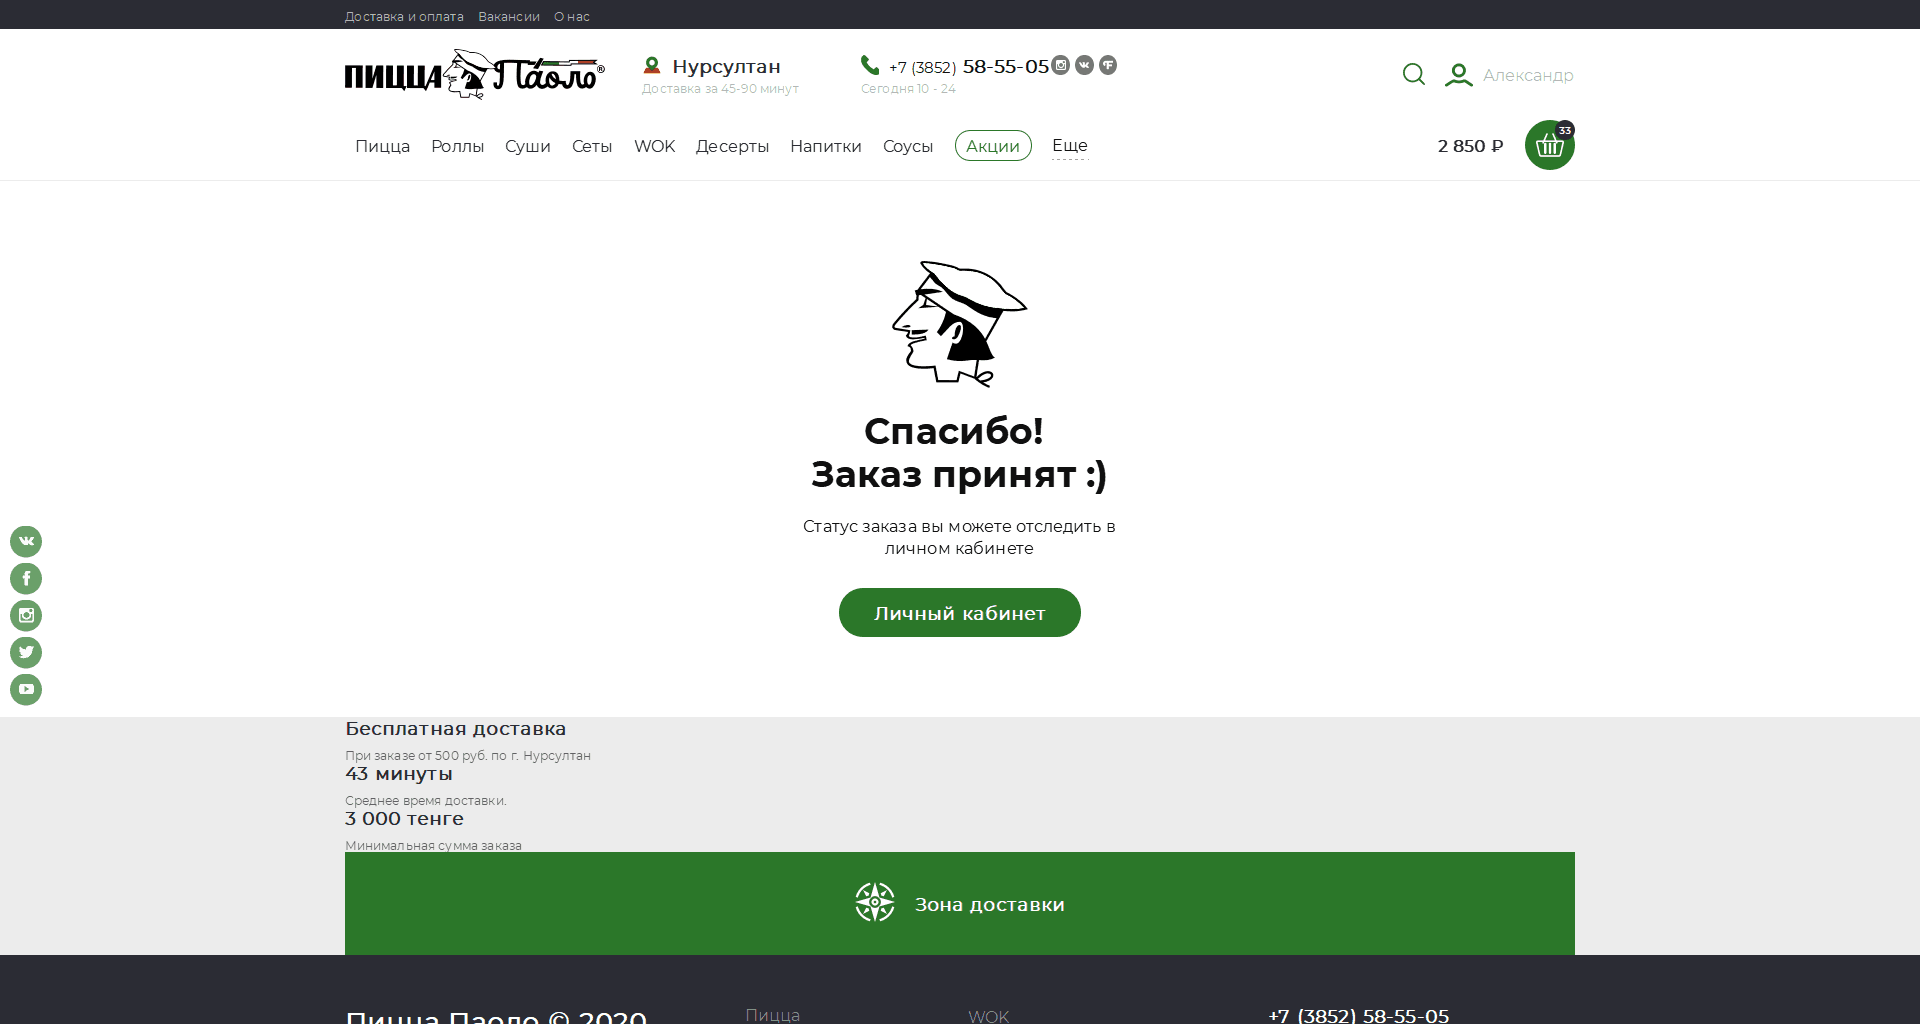 Доставка и оплата Вакансии О нас
ПИЦЦА Паоло®
Нурсултан
Доставка за 45-90 минут
+7 (3852) 58-55-05
Сегодня 10 - 24
Александр
Пицца Роллы Суши Сеты WOK Десерты Напитки Соусы Акции Еще
2 850 ₽
33
Спасибо!
Заказ принят :)
Статус заказа вы можете отследить в
личном кабинете
Личный кабинет
Бесплатная доставка
При заказе от 500 руб. по г. Нурсултан
43 минуты
Среднее время доставки.
3 000 тенге
Минимальная сумма заказа
Зона доставки
Пицца Паоло © 2020
Пицца
WOK
+7 (3852) 58-55-05